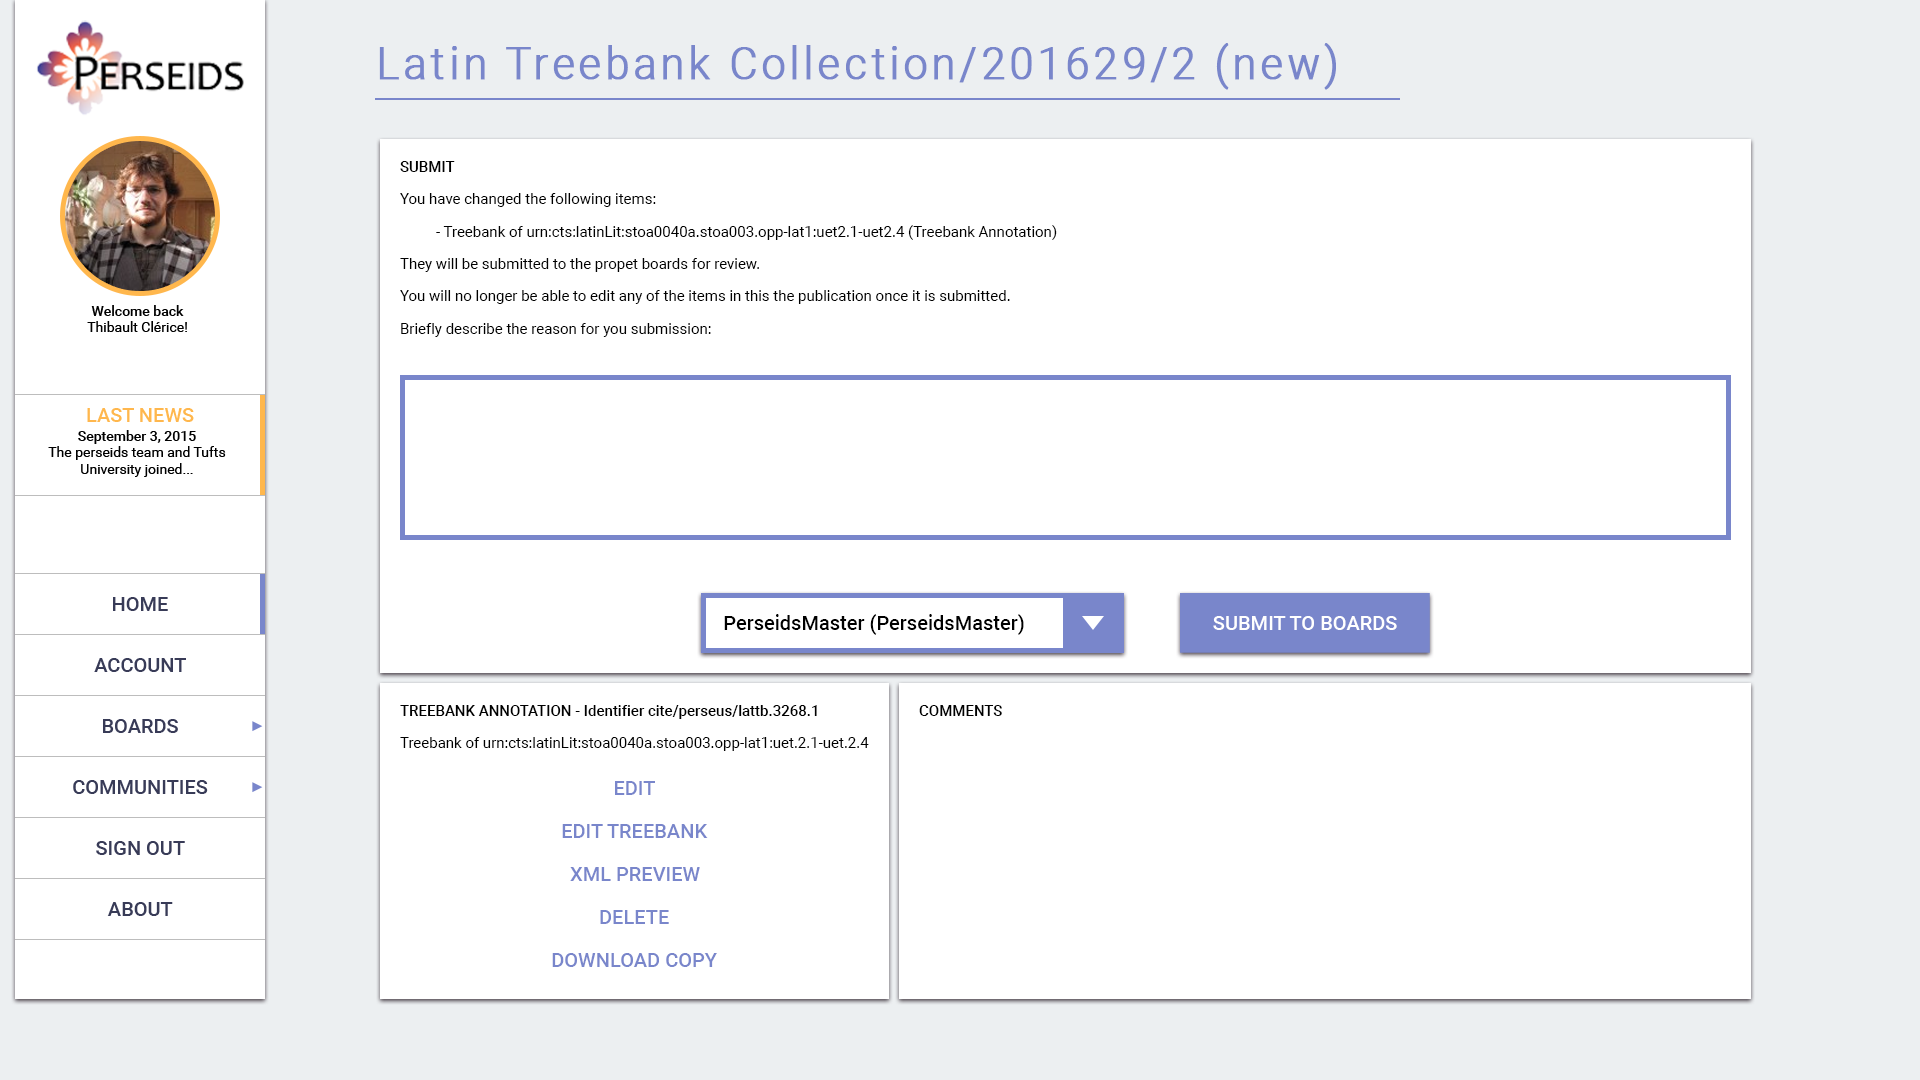 PERSEIDS
Welcome back
Thibault Clérice!
LAST NEWS
September 3, 2015
The perseids team and Tufts
University joined...
HOME
ACCOUNT
BOARDS
COMMUNITIES
SIGN OUT
ABOUT
Latin Treebank Collection/201629/2 (new)
SUBMIT
You have changed the following items:
- Treebank of urn:cts:latinLit:stoa0040a.stoa003.opp-lat1:uet2.1-uet2.4 (Treebank Annotation)
They will be submitted to the propet boards for review.
You will no longer be able to edit any of the items in this the publication once it is submitted.
Briefly describe the reason for you submission:
PerseidsMaster (PerseidsMaster)
SUBMIT TO BOARDS
TREEBANK ANNOTATION - Identifier cite/perseus/lattb.3268.1
Treebank of urn:cts:latinLit:stoa0040a.stoa003.opp-lat1:uet.2.1-uet.2.4
EDIT
EDIT TREEBANK
XML PREVIEW
DELETE
DOWNLOAD COPY
COMMENTS